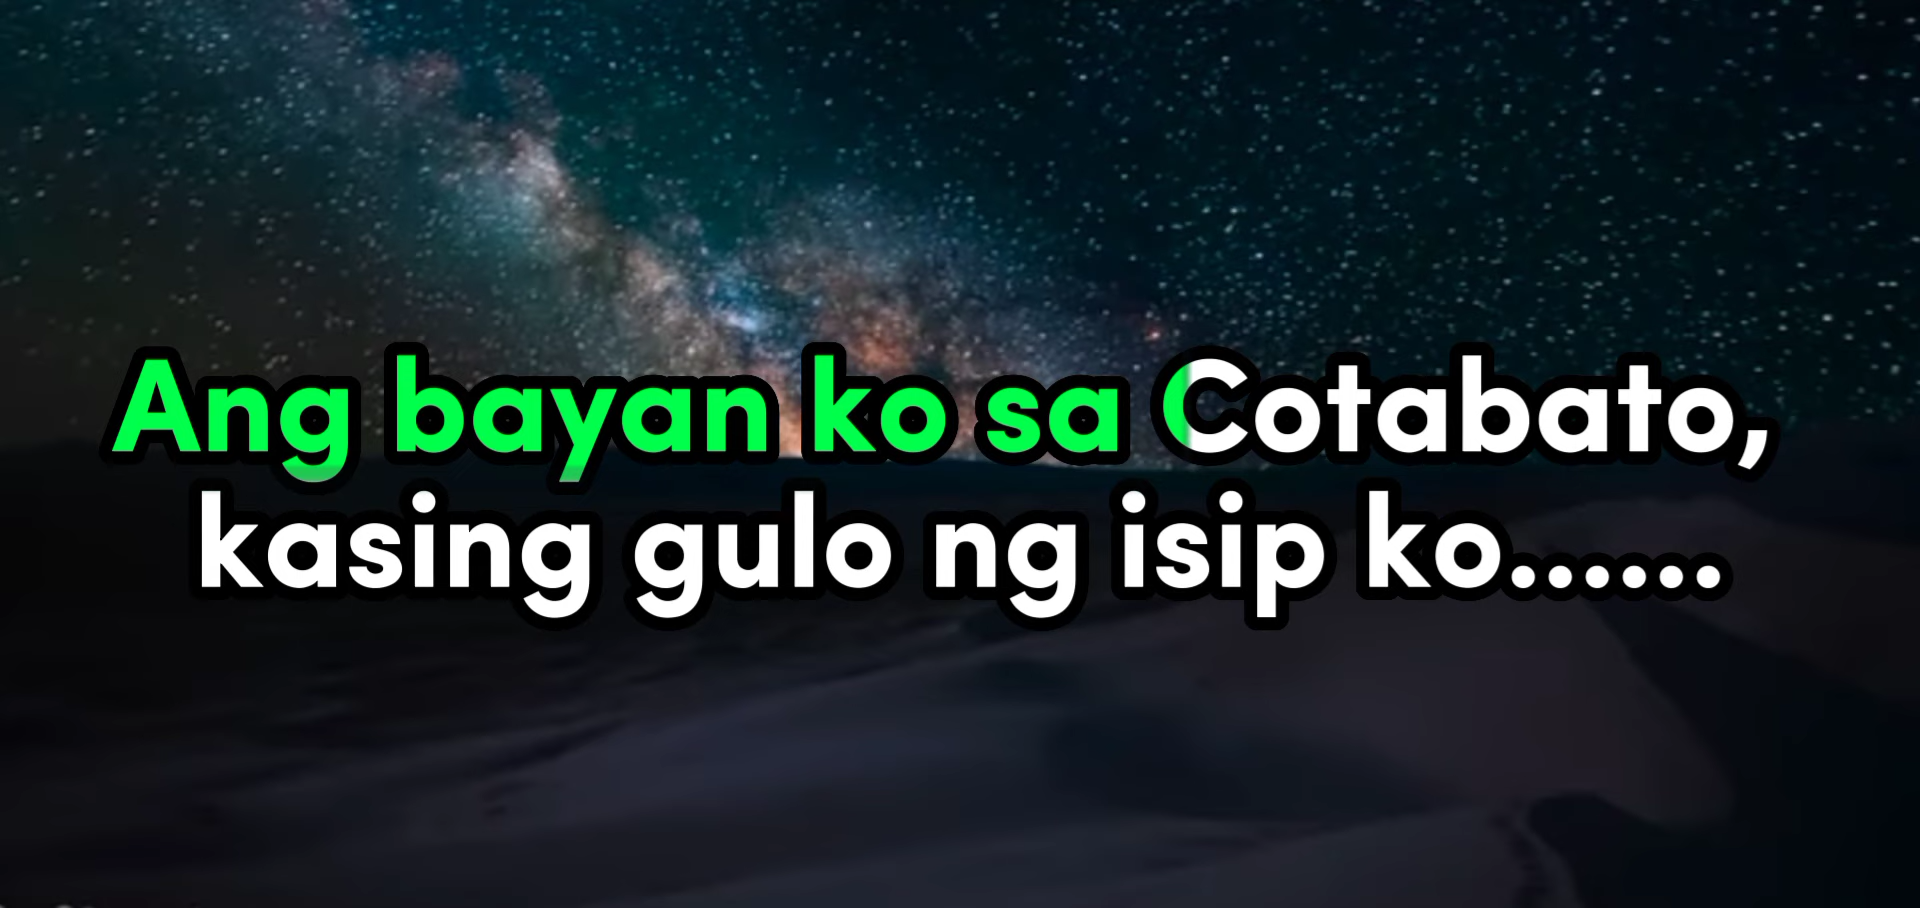 Ang bayan ko sa Cotabato,
kasing gulo ng isip ko......